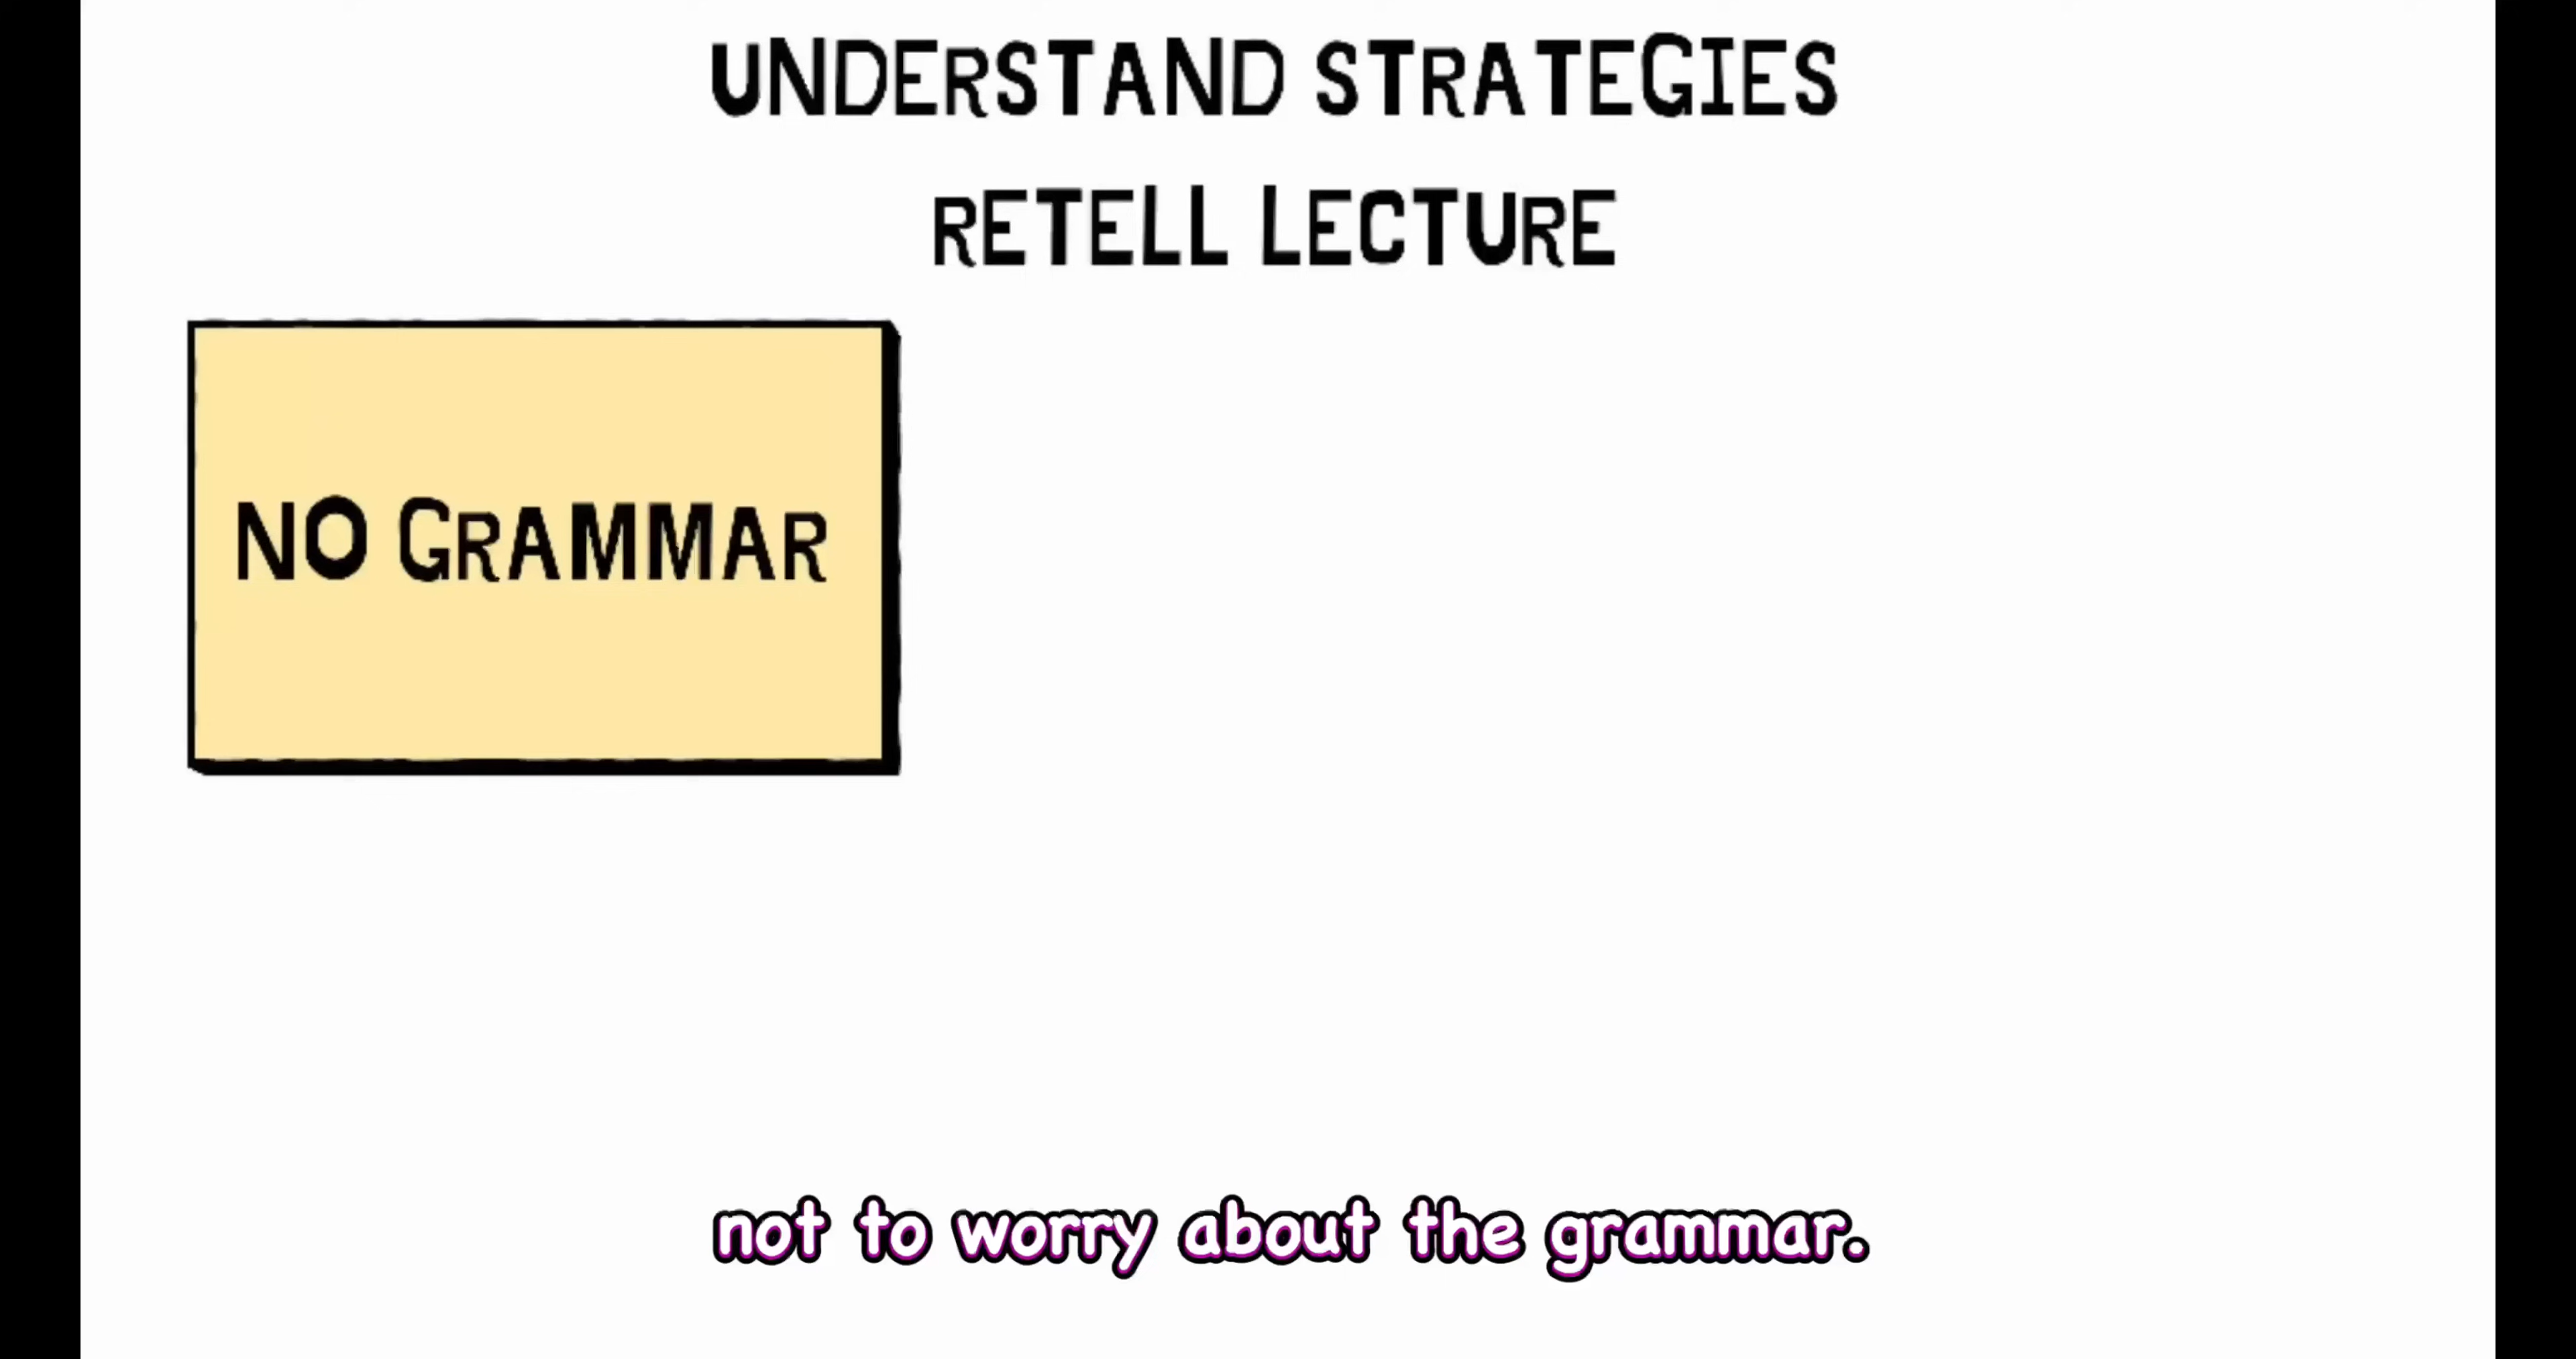 UNDERSTAND STRATEGIES
RETELL LECTURE
NO GRAMMAR
not to worry about the grammar.